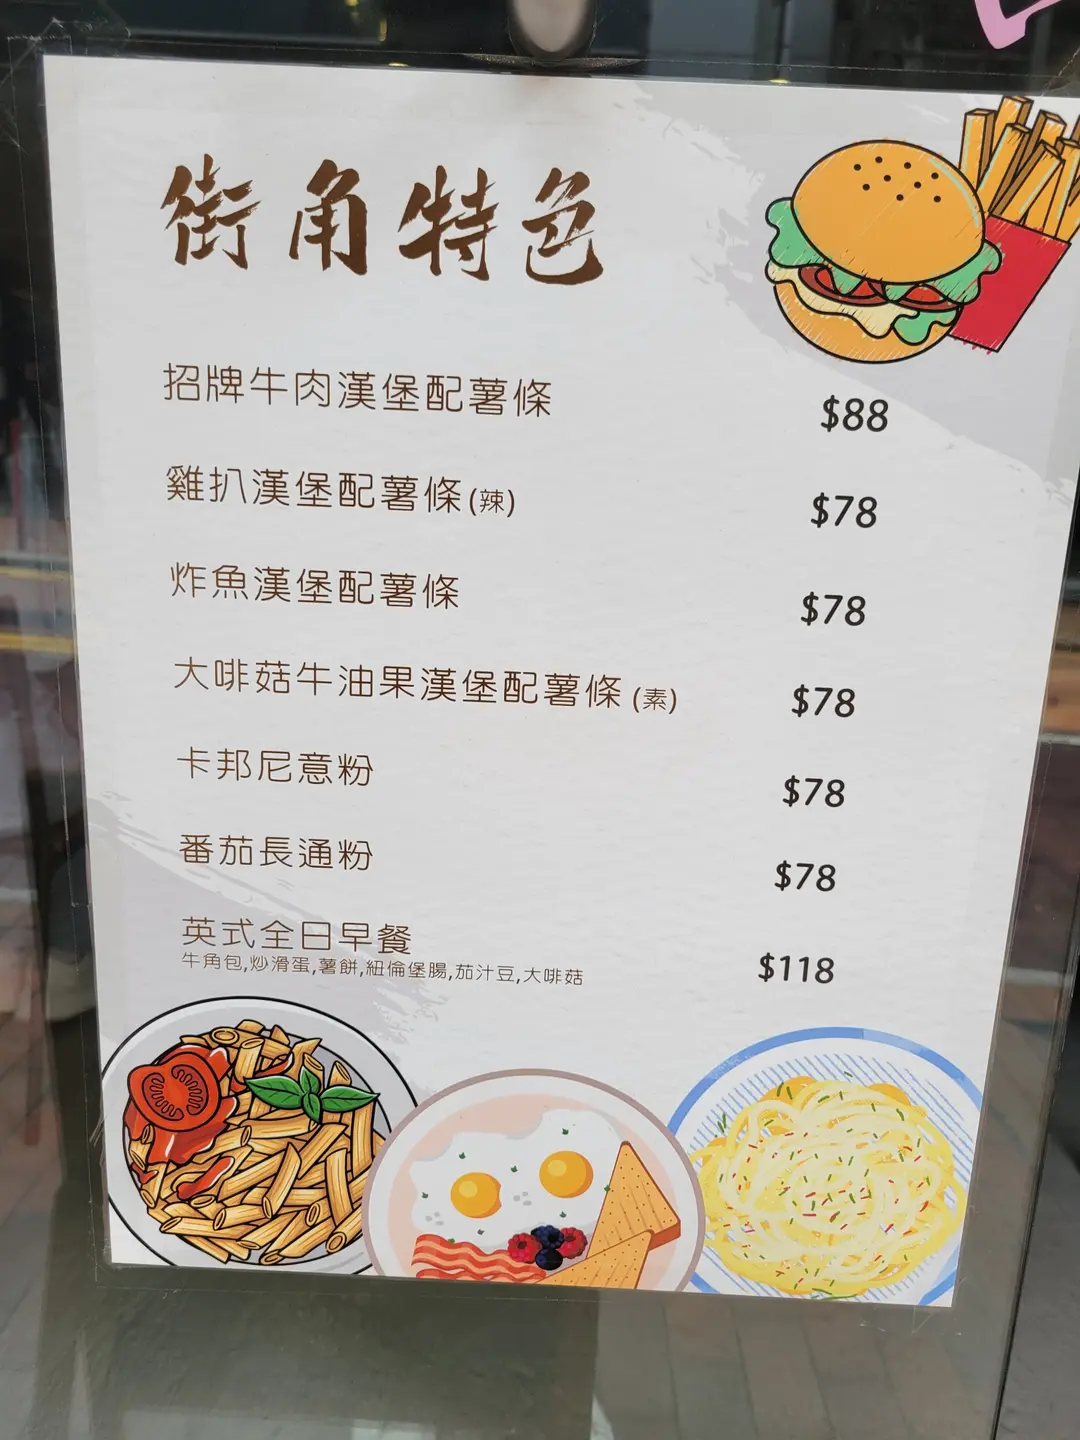 街角特色
招牌牛肉漢堡配薯條 $88
雞扒漢堡配薯條(辣) $78
炸魚漢堡配薯條 $78
大啡菇牛油果漢堡配薯條(素) $78
卡邦尼意粉 $78
番茄長通粉 $78
英式全日早餐 $118
牛角包,炒滑蛋,薯餅,紐倫堡腸,茄汁豆,大啡菇